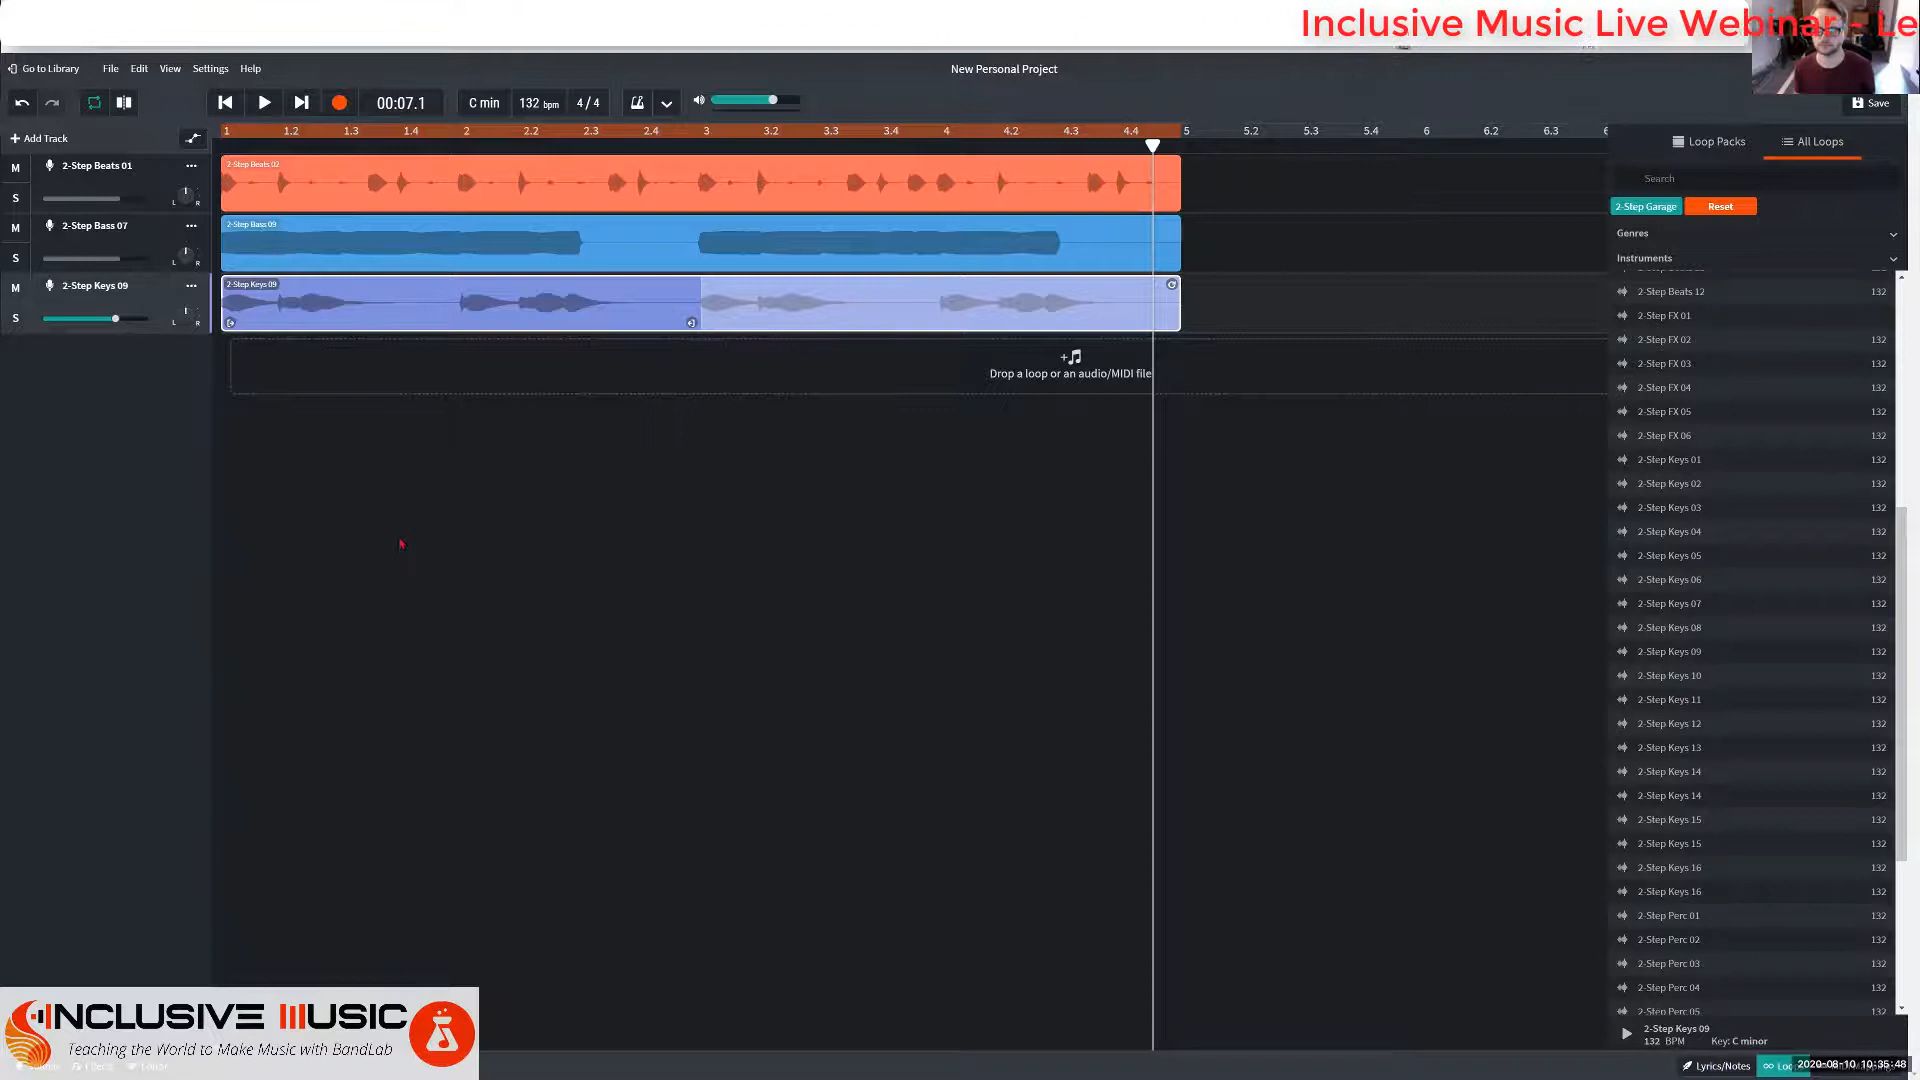 Inclusive Music Live Webinar - Le
Go to Library File Edit View Settings Help
New Personal Project
00:07.1 C min 132 bpm 4 / 4
Save
Add Track
1 1.2 1.3 1.4 2 2.2 2.3 2.4 3 3.2 3.3 3.4 4 4.2 4.3 4.4 5 5.2 5.3 5.4 6 6.2 6.3 6
Loop Packs All Loops
Search
2-Step Garage Reset
Genres
Instruments
M 2-Step Beats 01
S L R
2-Step Beats 02
M 2-Step Bass 07
S L R
2-Step Bass 09
M 2-Step Keys 09
S L R
2-Step Keys 09
Drop a loop or an audio/MIDI file
2-Step Beats 12 132
2-Step FX 01
2-Step FX 02 132
2-Step FX 03 132
2-Step FX 04 132
2-Step FX 05 132
2-Step FX 06 132
2-Step Keys 01 132
2-Step Keys 02 132
2-Step Keys 03 132
2-Step Keys 04 132
2-Step Keys 05 132
2-Step Keys 06 132
2-Step Keys 07 132
2-Step Keys 08 132
2-Step Keys 09 132
2-Step Keys 10 132
2-Step Keys 11 132
2-Step Keys 12 132
2-Step Keys 13 132
2-Step Keys 14 132
2-Step Keys 14 132
2-Step Keys 15 132
2-Step Keys 15 132
2-Step Keys 16 132
2-Step Keys 16 132
2-Step Perc 01 132
2-Step Perc 02 132
2-Step Perc 03 132
2-Step Perc 04 132
2-Step Perc 05 132
2-Step Keys 09
132 BPM Key: C minor
INCLUSIVE MUSIC
Teaching the World to Make Music with BandLab
Lyrics/Notes Loo 2020-08-10 10:35:48